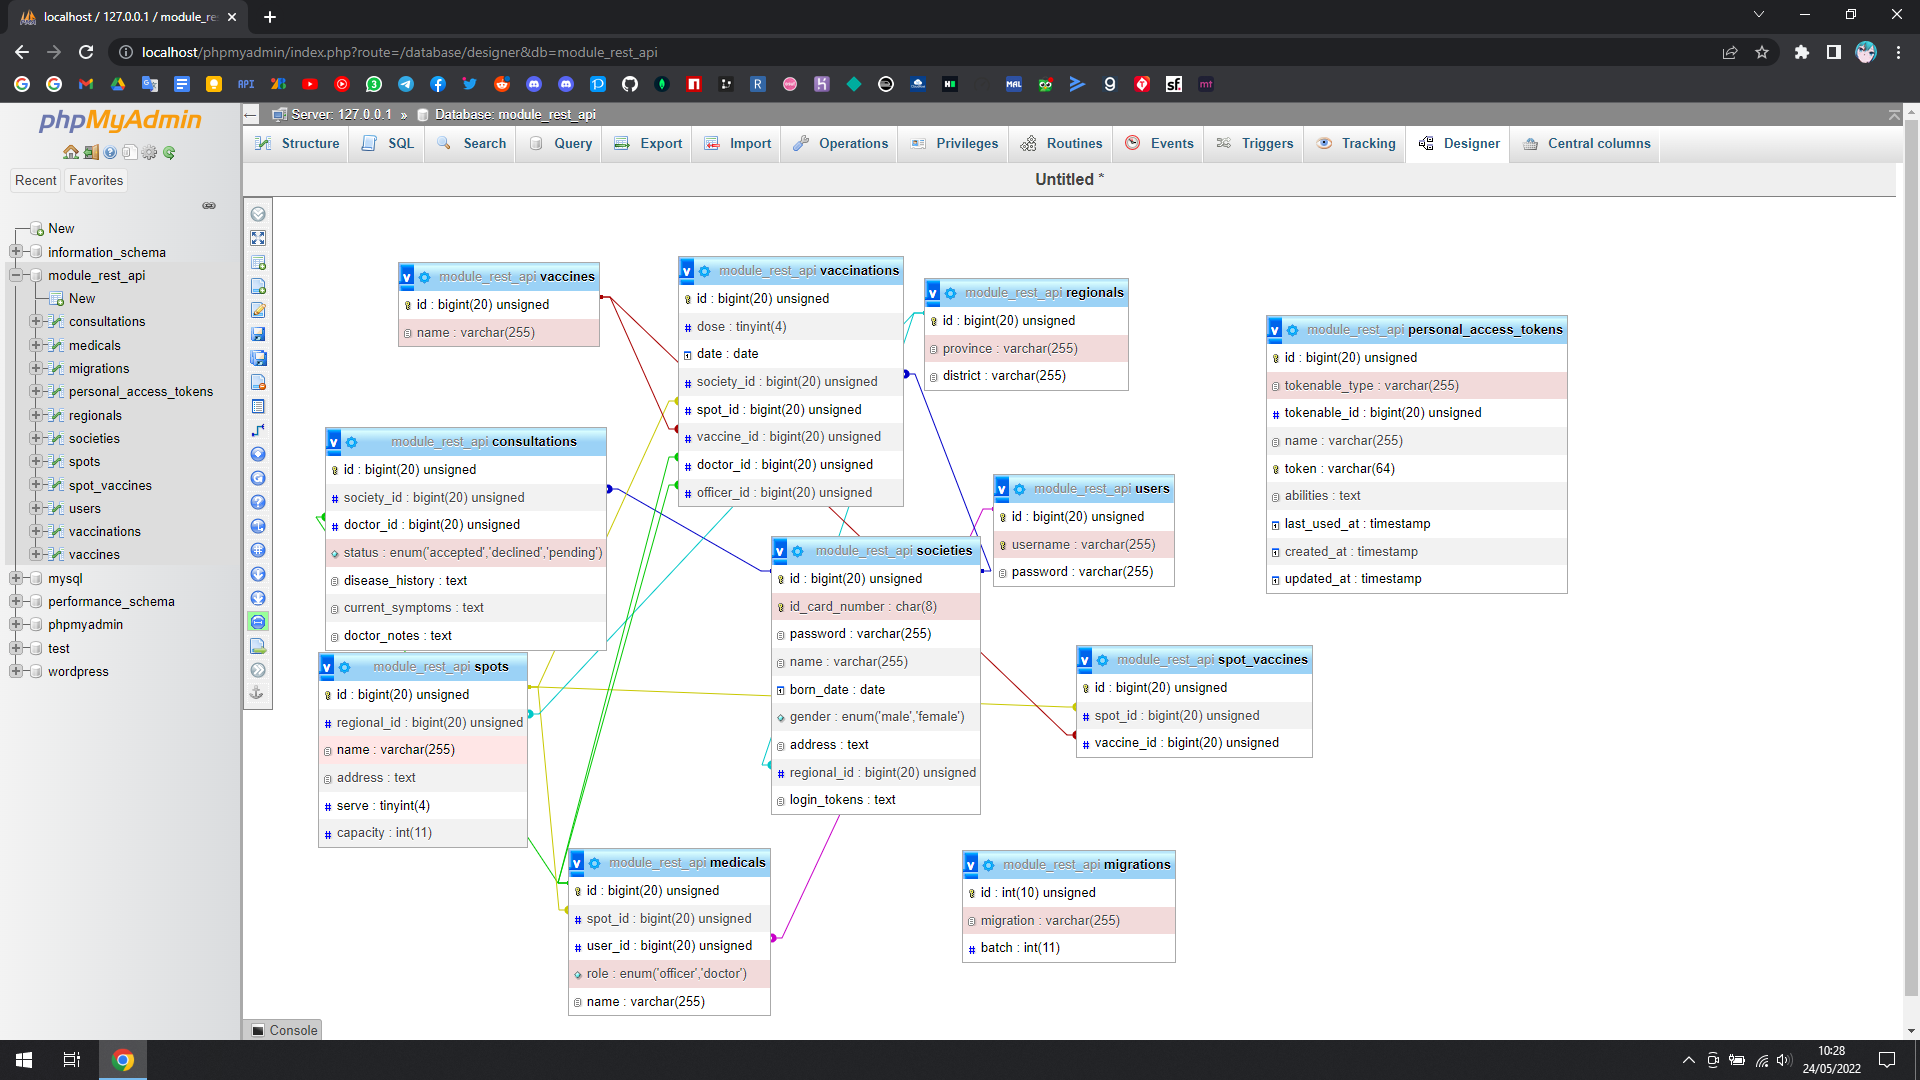 localhost / 127.0.0.1 / module_re
localhost/phpmyadmin/index.php?route=/database/designer&db=module_rest_api
API
MAL
sf
phpMyAdmin
Recent
Favorites
New
information_schema
module_rest_api
New
consultations
medicals
migrations
personal_access_tokens
regionals
societies
spots
spot_vaccines
users
vaccinations
vaccines
mysql
performance_schema
phpmyadmin
test
wordpress
Server: 127.0.0.1 » Database: module_rest_api
Structure
SQL
Search
Query
Export
Import
Operations
Privileges
Routines
Events
Triggers
Tracking
Designer
Central columns
Untitled *
module_rest_api vaccines
id : bigint(20) unsigned
name : varchar(255)
module_rest_api vaccinations
id : bigint(20) unsigned
dose : tinyint(4)
date : date
society_id : bigint(20) unsigned
spot_id : bigint(20) unsigned
vaccine_id : bigint(20) unsigned
doctor_id : bigint(20) unsigned
officer_id : bigint(20) unsigned
module_rest_api regionals
id : bigint(20) unsigned
province : varchar(255)
district : varchar(255)
module_rest_api personal_access_tokens
id : bigint(20) unsigned
tokenable_type : varchar(255)
tokenable_id : bigint(20) unsigned
name : varchar(255)
token : varchar(64)
abilities : text
last_used_at : timestamp
created_at : timestamp
updated_at : timestamp
module_rest_api consultations
id : bigint(20) unsigned
society_id : bigint(20) unsigned
doctor_id : bigint(20) unsigned
status : enum('accepted','declined','pending')
disease_history : text
current_symptoms : text
doctor_notes : text
module_rest_api users
id : bigint(20) unsigned
username : varchar(255)
password : varchar(255)
module_rest_api societies
id : bigint(20) unsigned
id_card_number : char(8)
password : varchar(255)
name : varchar(255)
born_date : date
gender : enum('male','female')
address : text
regional_id : bigint(20) unsigned
login_tokens : text
module_rest_api spots
id : bigint(20) unsigned
regional_id : bigint(20) unsigned
name : varchar(255)
address : text
serve : tinyint(4)
capacity : int(11)
module_rest_api spot_vaccines
id : bigint(20) unsigned
spot_id : bigint(20) unsigned
vaccine_id : bigint(20) unsigned
module_rest_api medicals
id : bigint(20) unsigned
spot_id : bigint(20) unsigned
user_id : bigint(20) unsigned
role : enum('officer','doctor')
name : varchar(255)
module_rest_api migrations
id : int(10) unsigned
migration : varchar(255)
batch : int(11)
Console
10:28
24/05/2022